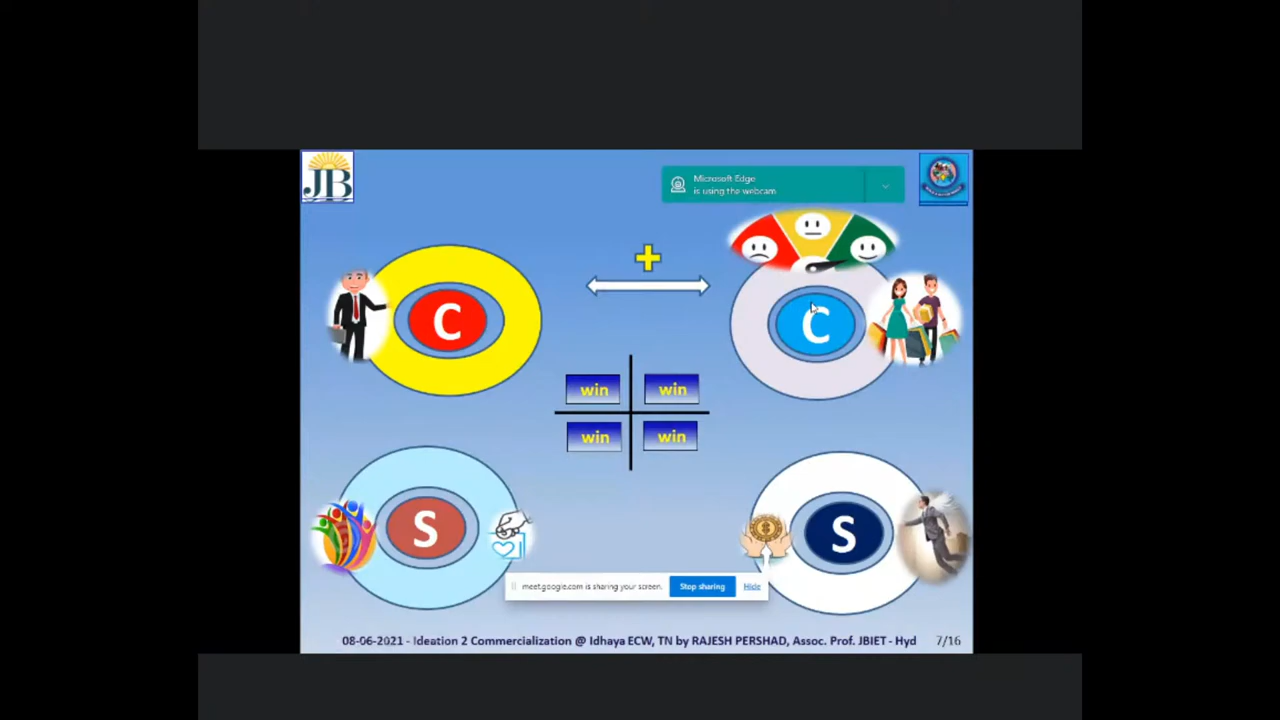 JB
Microsoft Edge
is using the webcam
C
C
win
win
win
win
S
S
meet.google.com is sharing your screen.
Stop sharing
Hide
08-06-2021 - Ideation 2 Commercialization @ Idhaya ECW, TN by RAJESH PERSHAD, Assoc. Prof. JBIET - Hyd
7/16